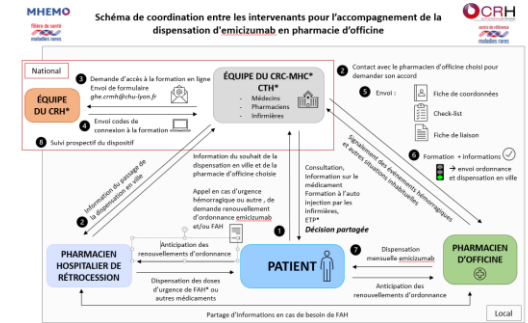 MHEMO
filière de santé
maladies rares
Schéma de coordination entre les intervenants pour l'accompagnement de la
dispensation d'emicizumab en pharmacie d'officine
CRH
maladies rares
National
ÉQUIPE
DU CRH*
3 Demande d'accès à la formation en ligne
Envoi de formulaire
ghe.crmh@chu-lyon.fr
4 Envoi codes de
connexion à la formation
8 Suivi prospectif du dispositif
ÉQUIPE DU CRC-MHC*
CTH*
- Médecins
- Pharmaciens
- Infirmières
2 Contact avec le pharmacien d'officine choisi pour
demander son accord
5 Envoi :
Fiche de coordonnées
Check-list
Fiche de liaison
6 Formation + Informations
→ envoi ordonnance
et dispensation en ville
Signalement des événements hémorragiques
et autres situations inhabituelles
2 Information du passage de
la dispensation en ville
Information du souhait de la
dispensation en ville et de la
pharmacie d'officine choisie
Appel en cas d'urgence
hémorragique ou autre , de
demande renouvellement
d'ordonnance emicizumab
et/ou FAH
Consultation,
Information sur le
médicament
Formation à l'auto
injection par les
infirmières,
ETP*
Décision partagée
1
PHARMACIEN
HOSPITALIER DE
RÉTROCESSION
Anticipation des
renouvellements d'ordonnance
Dispensation des doses
d'urgence de FAH* ou
autres médicaments
PATIENT
7 Dispensation
mensuelle emicizumab
Anticipation des
renouvellements d'ordonnance
PHARMACIEN
D'OFFICINE
Partage d'Informations en cas de besoin de FAH
Local